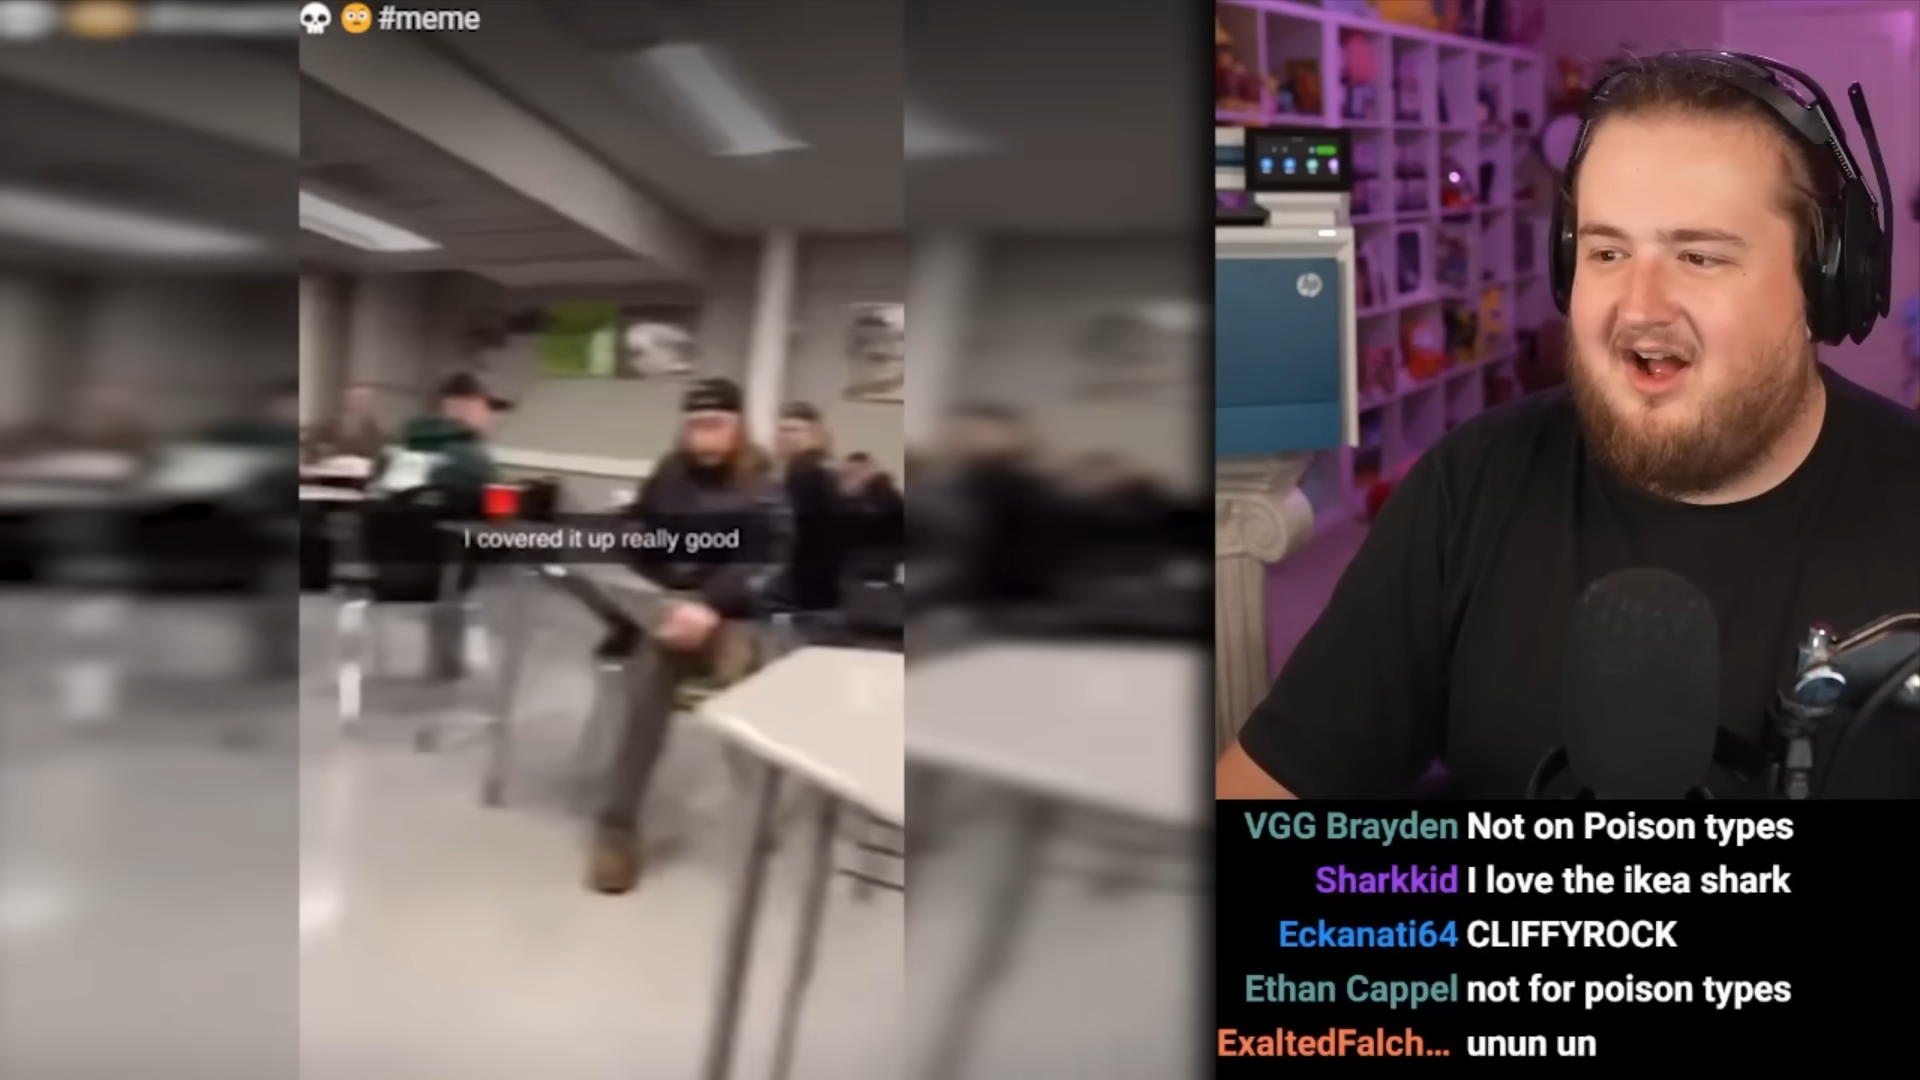 💀 😳 #meme
I covered it up really good
hp
VGG Brayden Not on Poison types
Sharkkid I love the ikea shark
Eckanati64 CLIFFYROCK
Ethan Cappel not for poison types
ExaltedFalch... unun un